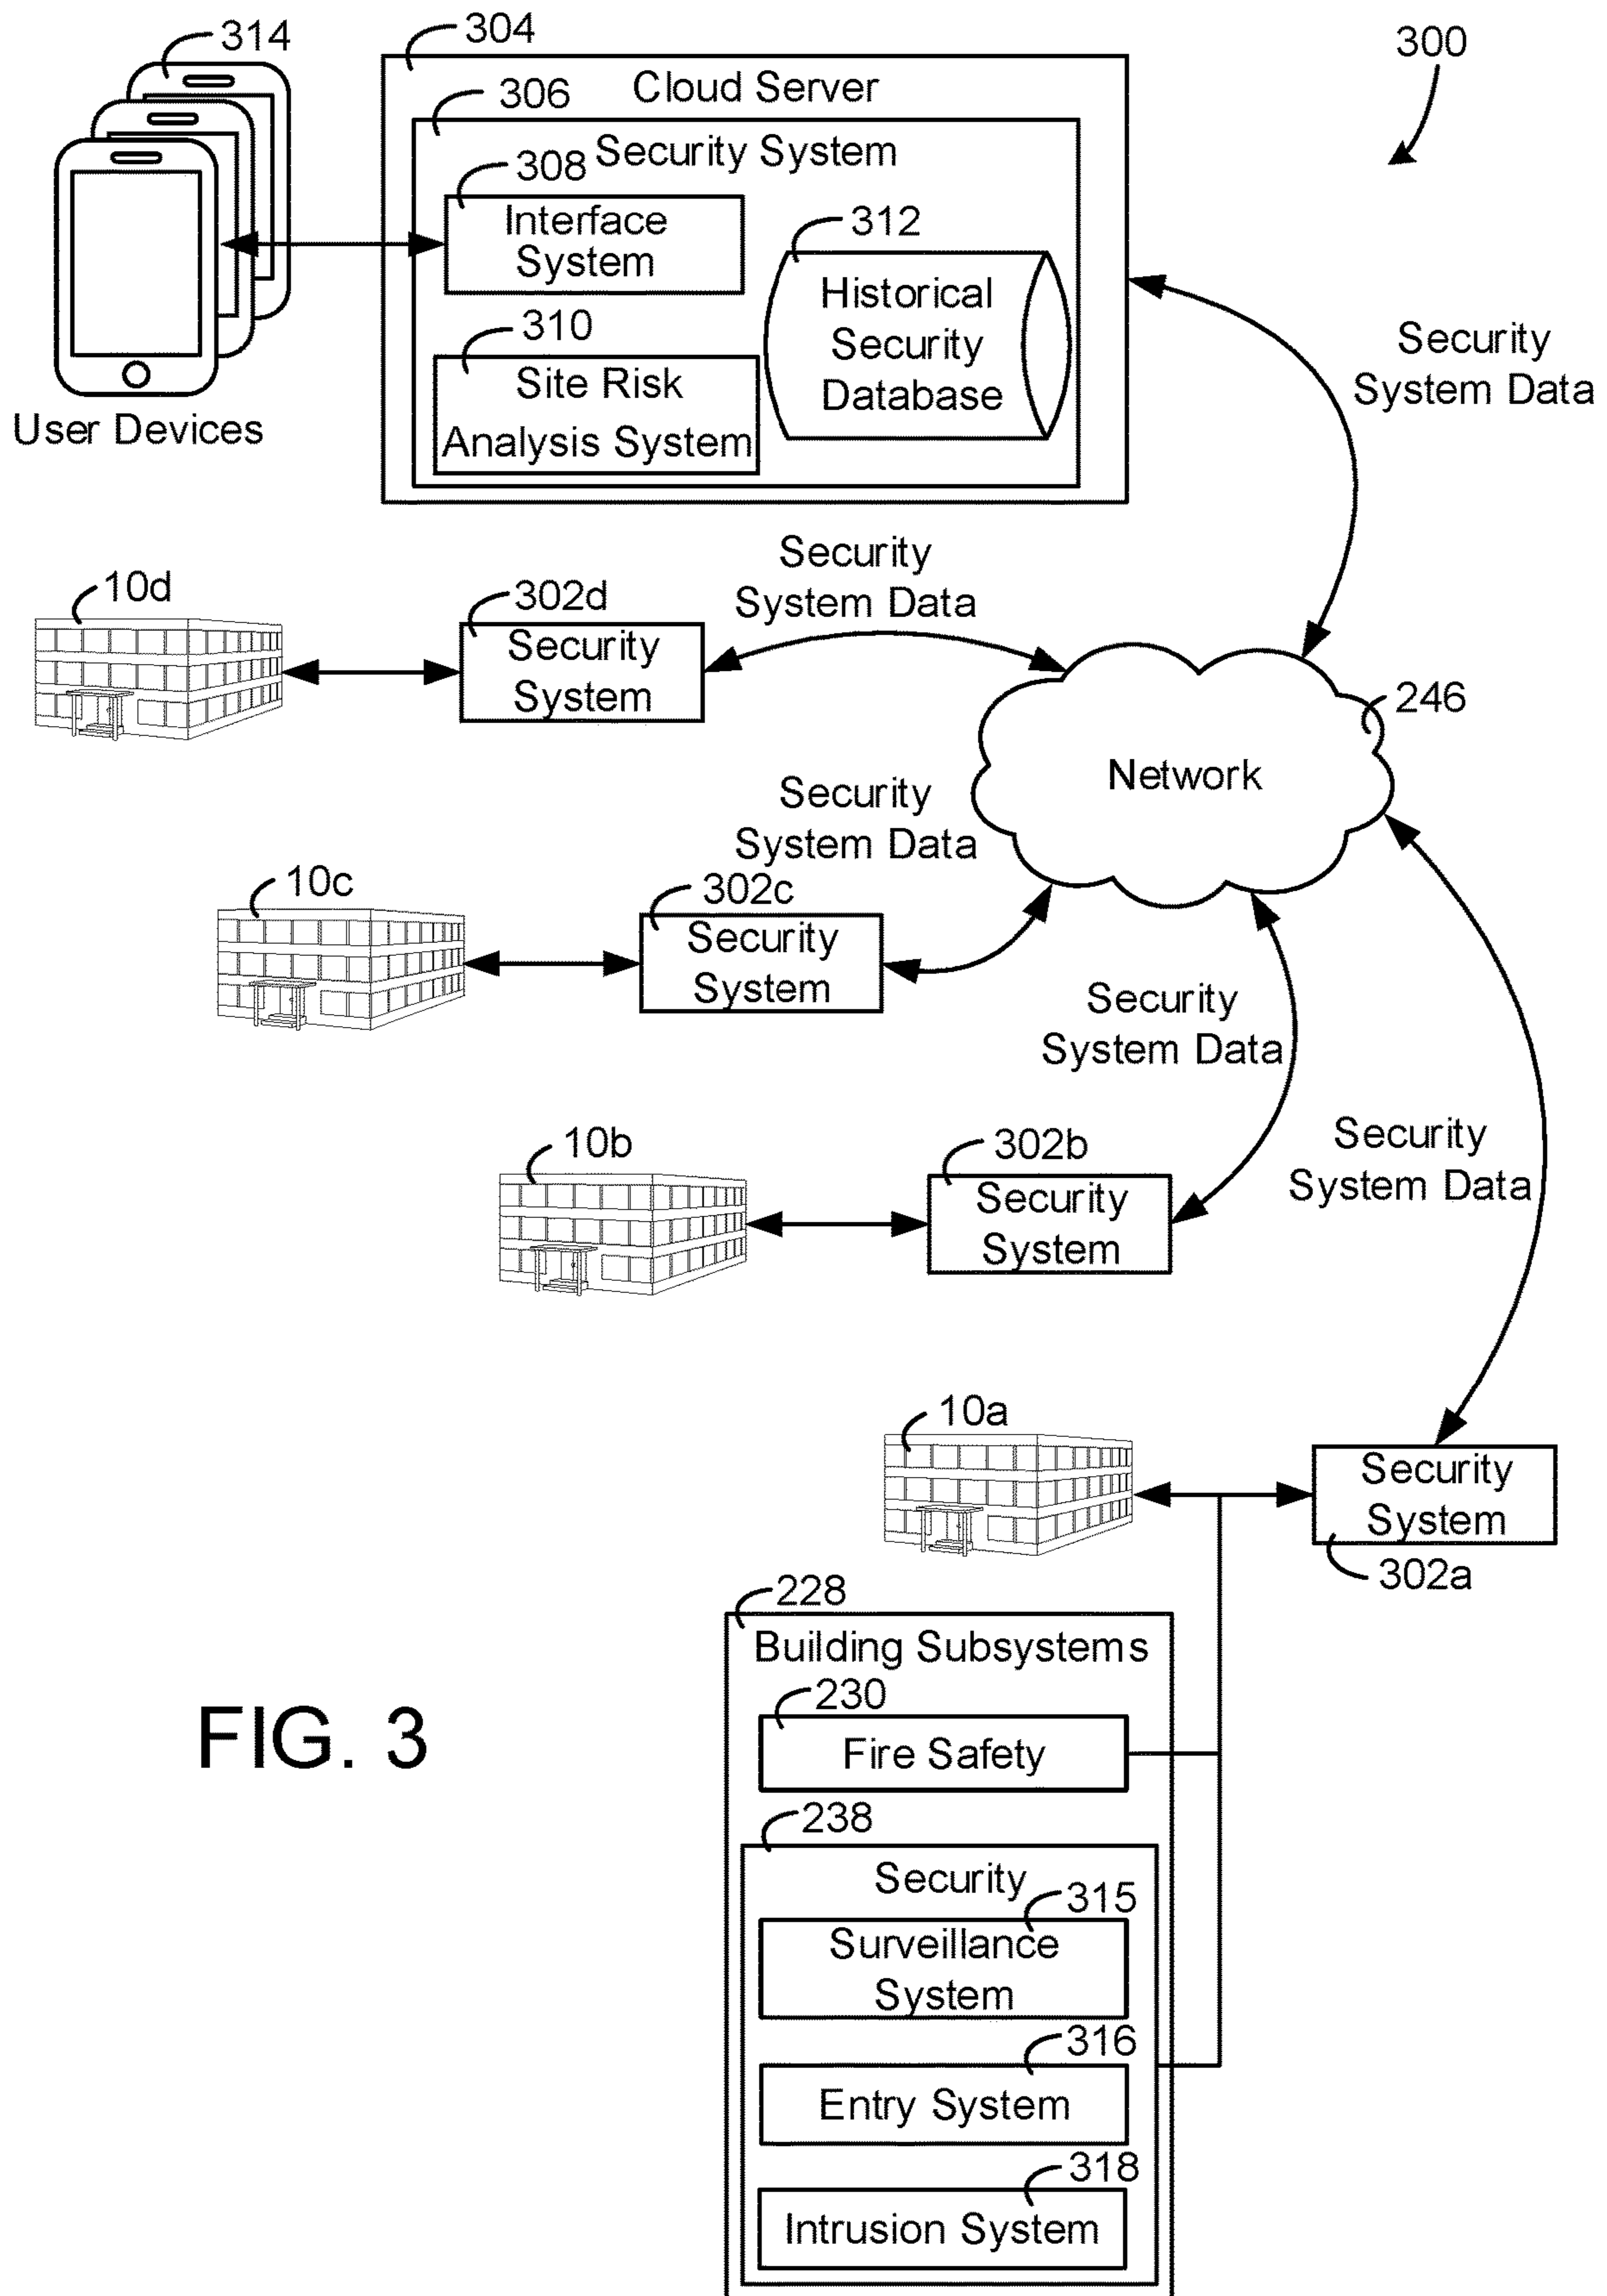 314
User Devices
304
Cloud Server
306
Security System
308
Interface
System
310
Site Risk
Analysis System
312
Historical
Security
Database
300
Security
System Data
10d
302d
Security
System
Security
System Data
246
Network
Security
System Data
10c
302c
Security
System
Security
System Data
10b
302b
Security
System
Security
System Data
10a
Security
System
302a
228
Building Subsystems
230
Fire Safety
238
Security
315
Surveillance
System
316
Entry System
318
Intrusion System
FIG. 3